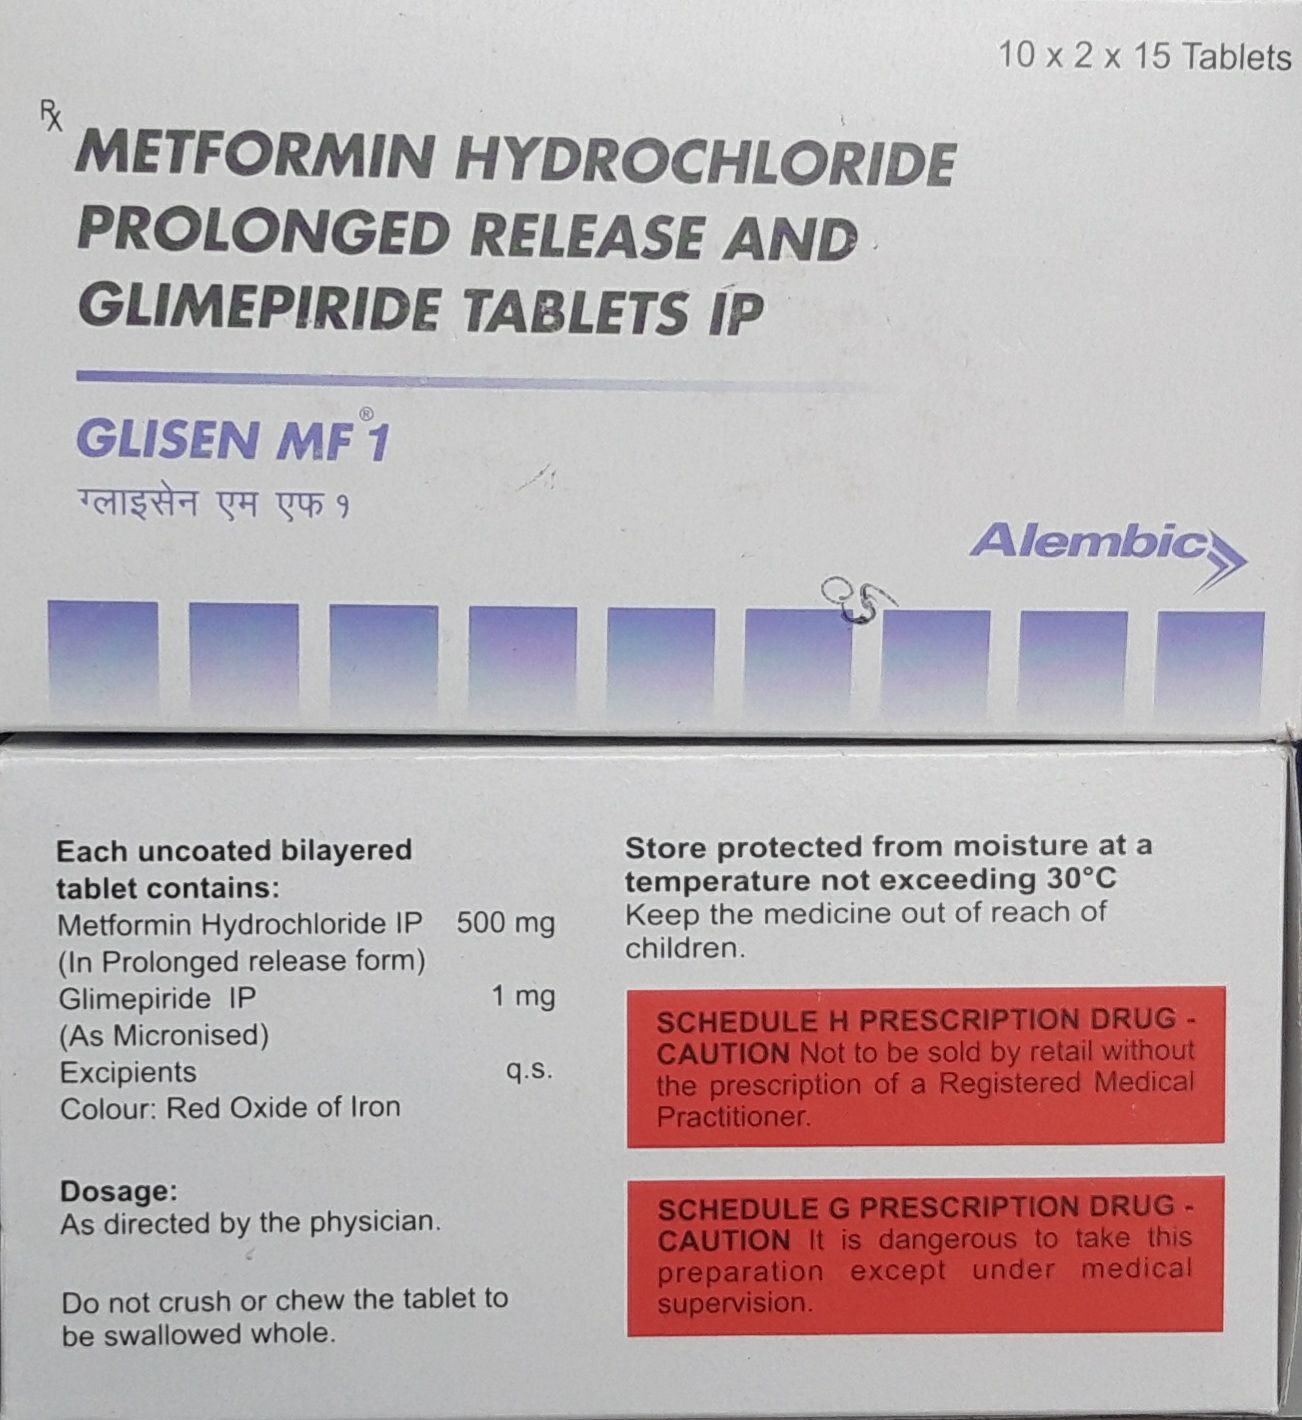 10 x 2 x 15 Tablets
Rx
METFORMIN HYDROCHLORIDE
PROLONGED RELEASE AND
GLIMEPIRIDE TABLETS IP
GLISEN MF®1
ग्लाइसेन एम एफ १
Alembic
Each uncoated bilayered
tablet contains:
Metformin Hydrochloride IP 500 mg
(In Prolonged release form)
Glimepiride IP 1 mg
(As Micronised)
Excipients q.s.
Colour: Red Oxide of Iron
Dosage:
As directed by the physician.
Do not crush or chew the tablet to
be swallowed whole.
Store protected from moisture at a
temperature not exceeding 30°C
Keep the medicine out of reach of
children.
SCHEDULE H PRESCRIPTION DRUG -
CAUTION Not to be sold by retail without
the prescription of a Registered Medical
Practitioner.
SCHEDULE G PRESCRIPTION DRUG -
CAUTION It is dangerous to take this
preparation except under medical
supervision.